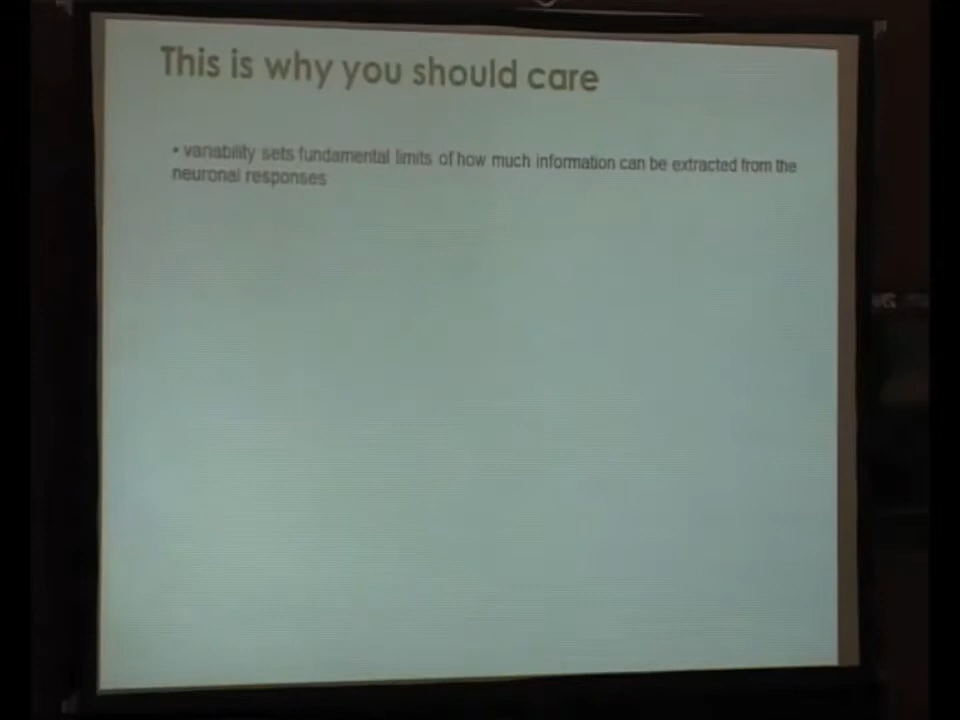 This is why you should care
• variability sets fundamental limits of how much information can be extracted from the
neuronal responses